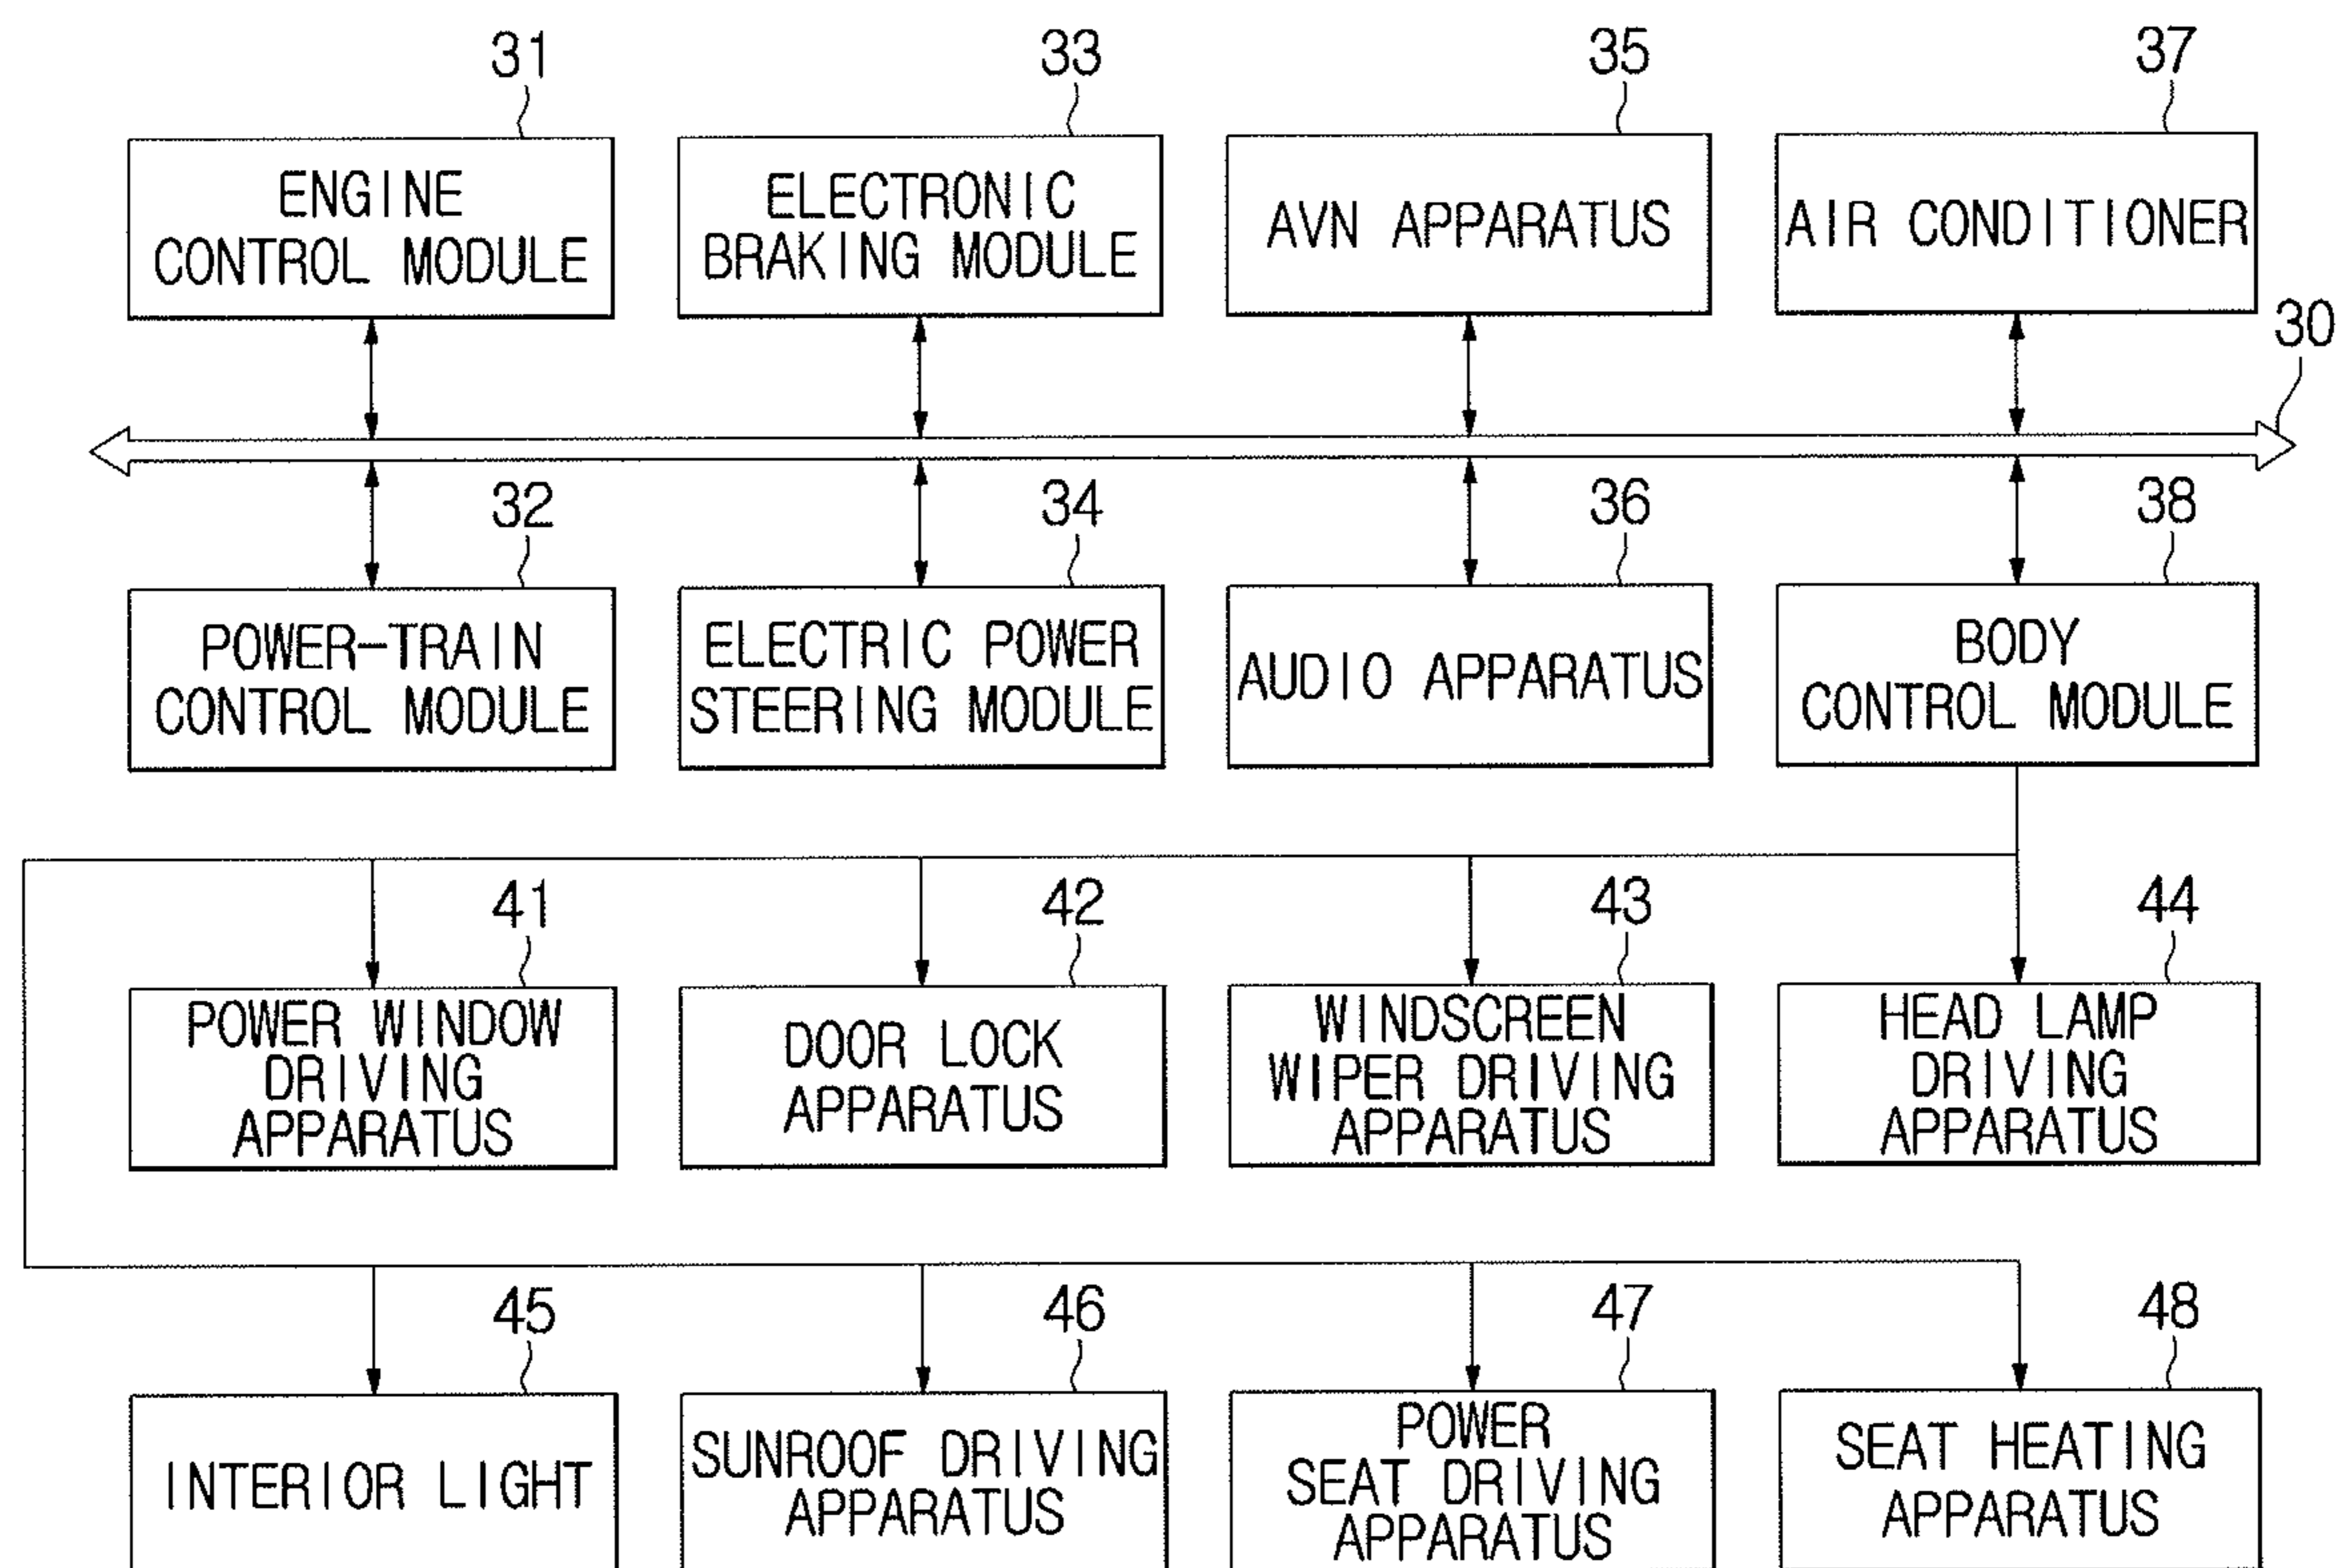 31
33
35
37
ENGINE
CONTROL MODULE
ELECTRONIC
BRAKING MODULE
AVN APPARATUS
AIR CONDITIONER
30
32
34
36
38
POWER-TRAIN
CONTROL MODULE
ELECTRIC POWER
STEERING MODULE
AUDIO APPARATUS
BODY
CONTROL MODULE
41
42
43
44
POWER WINDOW
DRIVING
APPARATUS
DOOR LOCK
APPARATUS
WINDSCREEN
WIPER DRIVING
APPARATUS
HEAD LAMP
DRIVING
APPARATUS
45
46
47
48
INTERIOR LIGHT
SUNROOF DRIVING
APPARATUS
POWER
SEAT DRIVING
APPARATUS
SEAT HEATING
APPARATUS